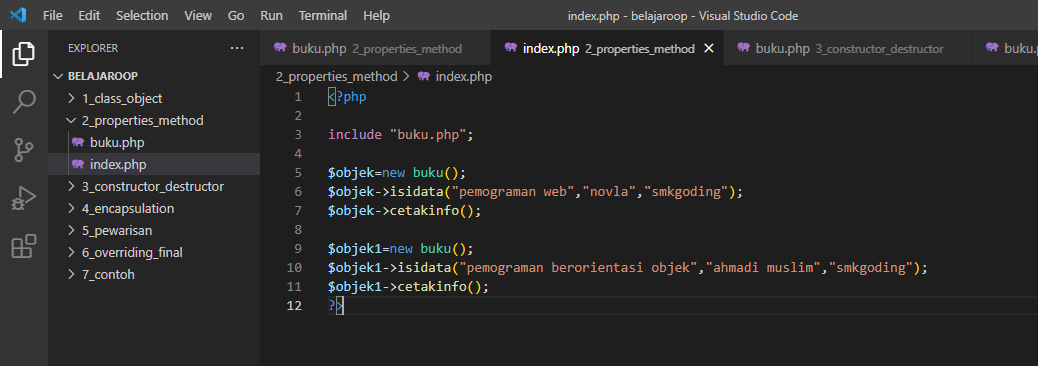 File Edit Selection View Go Run Terminal Help index.php - belajaroop - Visual Studio Code
EXPLORER ...
buku.php 2_properties_method index.php 2_properties_method buku.php 3_constructor_destructor buku.
2_properties_method > index.php
BELAJAROOP
1_class_object
2_properties_method
buku.php
index.php
3_constructor_destructor
4_encapsulation
5_pewarisan
6_overriding_final
7_contoh
1 <?php
2
3 include "buku.php";
4
5 $objek=new buku();
6 $objek->isidata("pemograman web","novla","smkgoding");
7 $objek->cetakinfo();
8
9 $objek1=new buku();
10 $objek1->isidata("pemograman berorientasi objek","ahmadi muslim","smkgoding");
11 $objek1->cetakinfo();
12 ?>